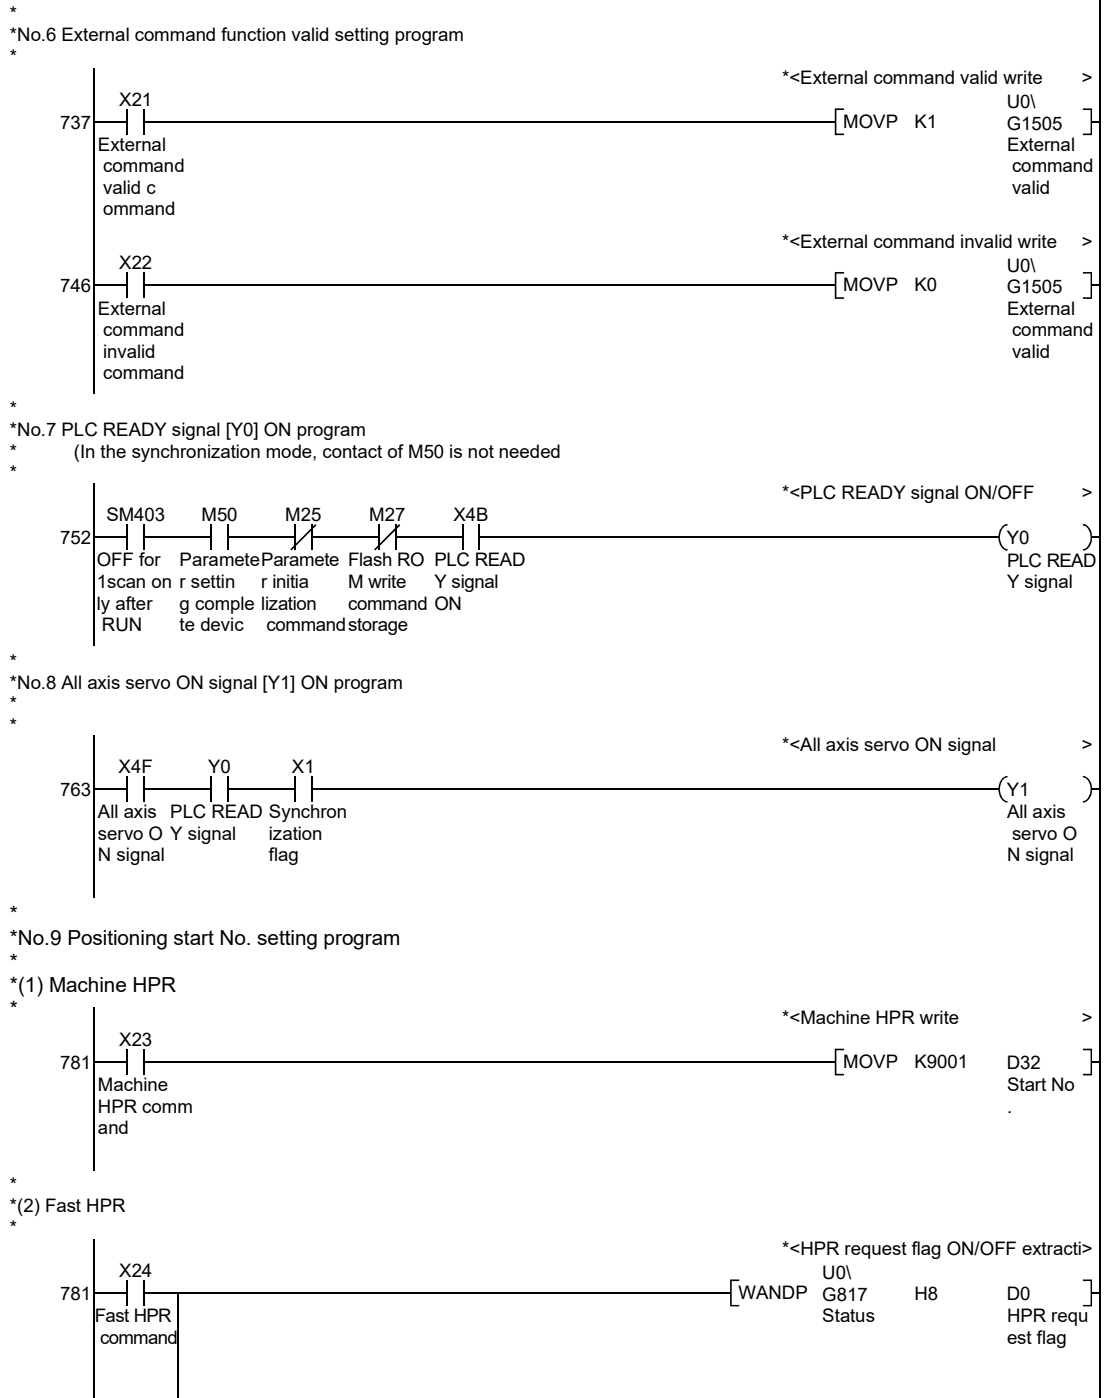 *
*No.6 External command function valid setting program
*
*<External command valid write >
X21
U0\
737
MOVP K1 G1505
External
command
valid c
ommand
External
command
valid
*<External command invalid write >
X22
U0\
746
MOVP K0 G1505
External
command
invalid
command
External
command
valid
*
*No.7 PLC READY signal [Y0] ON program
* (In the synchronization mode, contact of M50 is not needed
*
*<PLC READY signal ON/OFF >
SM403 M50 M25 M27 X4B
752
Y0
OFF for
1scan on
ly after
RUN
Paramete
r settin
g comple
te devic
Paramete
r initia
lization
command
Flash RO
M write
command
storage
PLC READ
Y signal
ON
PLC READ
Y signal
*
*No.8 All axis servo ON signal [Y1] ON program
*
*
*<All axis servo ON signal >
X4F Y0 X1
763
Y1
All axis
servo O
N signal
PLC READ
Y signal
Synchron
ization
flag
All axis
servo O
N signal
*
*No.9 Positioning start No. setting program
*
*(1) Machine HPR
*
*<Machine HPR write >
X23
781
MOVP K9001 D32
Machine
HPR comm
and
Start No
.
*
*(2) Fast HPR
*
*<HPR request flag ON/OFF extracti>
X24
U0\
781
WANDP G817 H8 D0
Fast HPR
command
Status
HPR requ
est flag